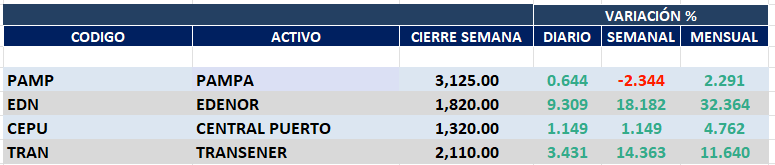 VARIACIÓN %
CODIGO ACTIVO CIERRE SEMANA DIARIO SEMANAL MENSUAL
PAMP PAMPA 3,125.00 0.644 -2.344 2.291
EDN EDENOR 1,820.00 9.309 18.182 32.364
CEPU CENTRAL PUERTO 1,320.00 1.149 1.149 4.762
TRAN TRANSENER 2,110.00 3.431 14.363 11.640